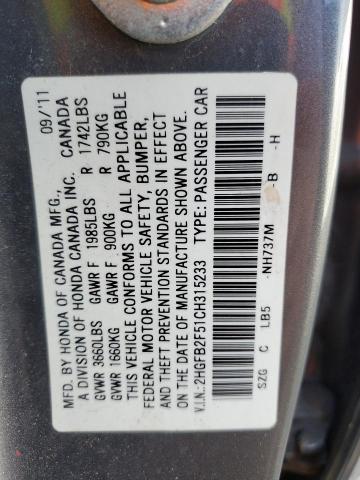 MFD. BY HONDA OF CANADA MFG., 09/'11
A DIVISION OF HONDA CANADA INC. CANADA
GVWR 3660LBS GAWR F 1985LBS R 1742LBS
GVWR 1660KG GAWR F 900KG R 790KG
THIS VEHICLE CONFORMS TO ALL APPLICABLE
FEDERAL MOTOR VEHICLE SAFETY, BUMPER,
AND THEFT PREVENTION STANDARDS IN EFFECT
ON THE DATE OF MANUFACTURE SHOWN ABOVE.
V.I.N.:2HGFB2F51CH315233 TYPE: PASSENGER CAR
NH737M -B -H
SZG C LB5